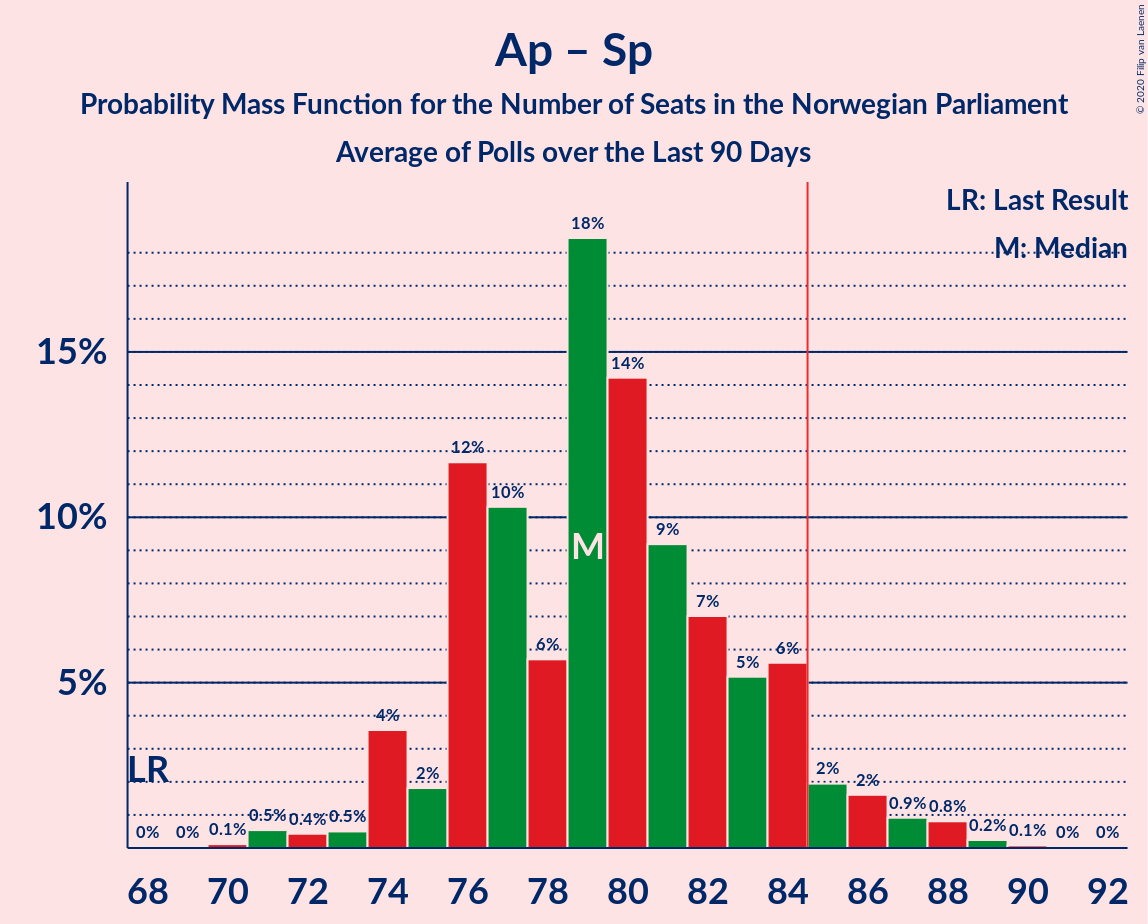 Ap – Sp
Probability Mass Function for the Number of Seats in the Norwegian Parliament
Average of Polls over the Last 90 Days
© 2020 Filip van Laenen
LR: Last Result
M: Median
15%
10%
5%
LR
M
0% 0% 0.1% 0.5% 0.4% 0.5% 4% 2% 12% 10% 6% 18% 14% 9% 7% 5% 6% 2% 2% 0.9% 0.8% 0.2% 0.1% 0% 0%
68 70 72 74 76 78 80 82 84 86 88 90 92